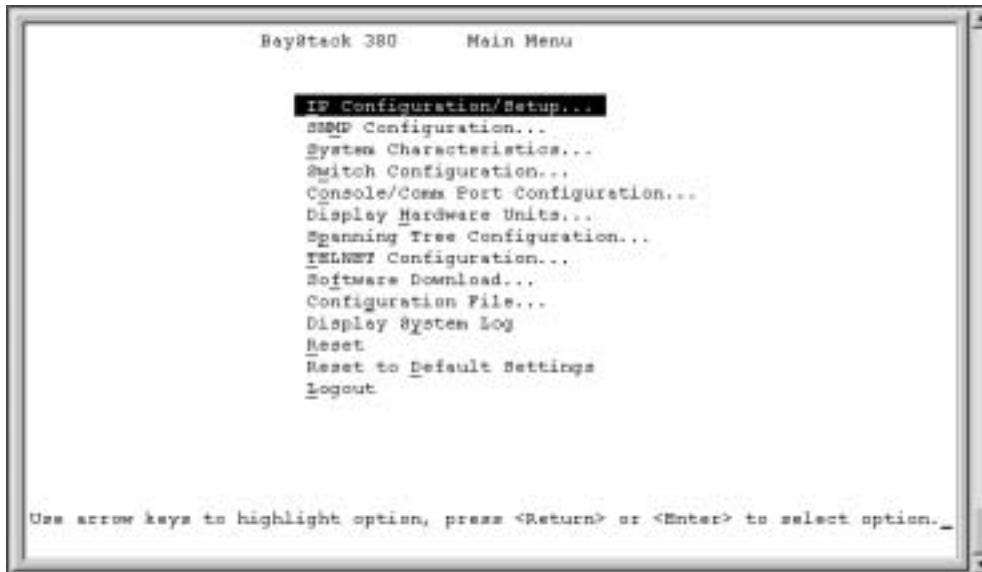 BayStack 380 Main Menu
IP Configuration/Setup...
SNMP Configuration...
System Characteristics...
Switch Configuration...
Console/Comm Port Configuration...
Display Hardware Units...
Spanning Tree Configuration...
TELNET Configuration...
Software Download...
Configuration File...
Display System Log
Reset
Reset to Default Settings
Logout
Use arrow keys to highlight option, press <Return> or <Enter> to select option.